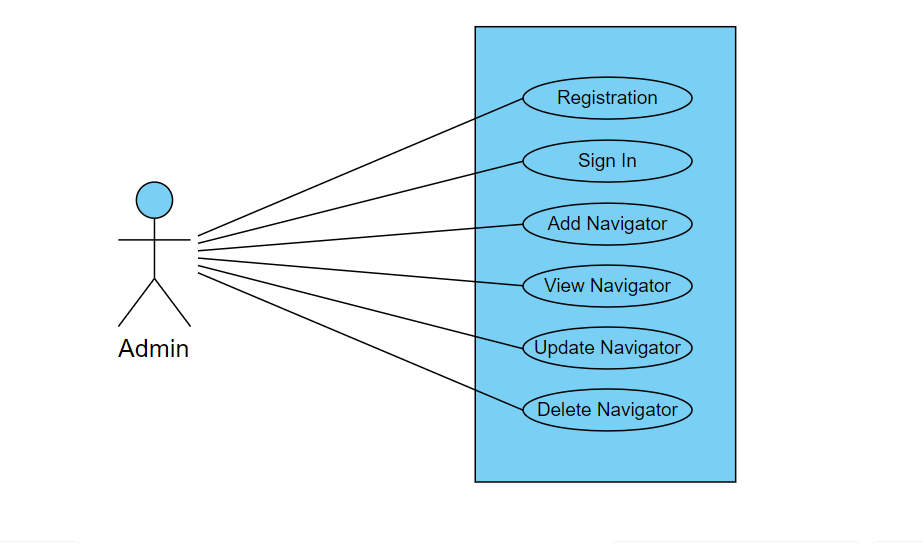 Registration
Sign In
Add Navigator
View Navigator
Update Navigator
Delete Navigator
Admin